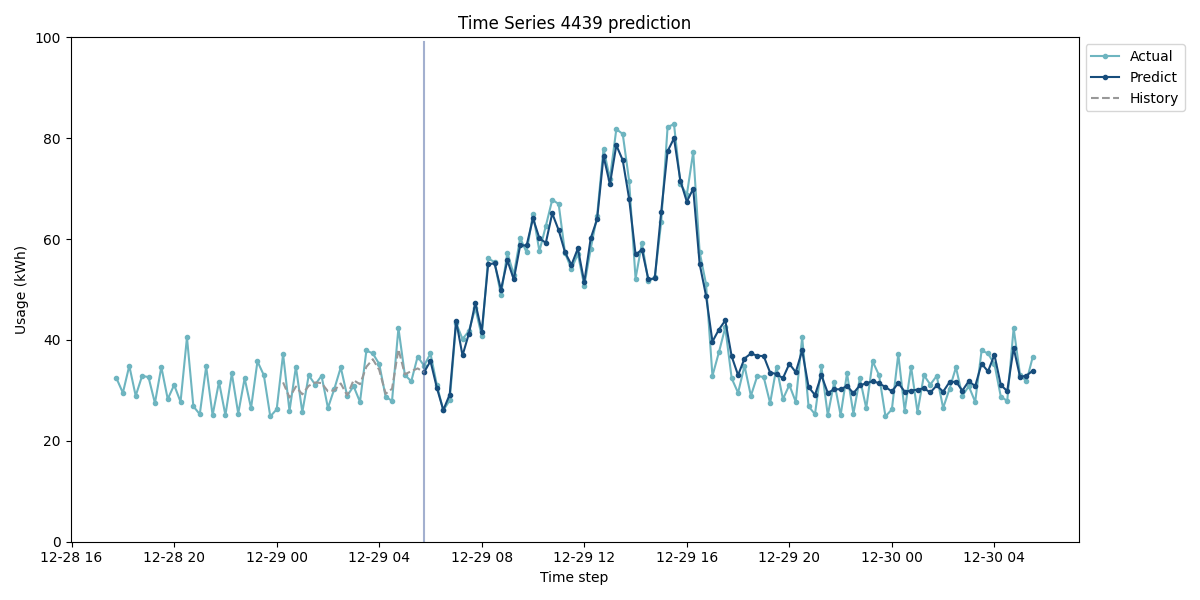 Time Series 4439 prediction
100
80
60
40
20
0
Usage (kWh)
12-28 16
12-28 20
12-29 00
12-29 04
12-29 08
12-29 12
12-29 16
12-29 20
12-30 00
12-30 04
Time step
Actual
Predict
History